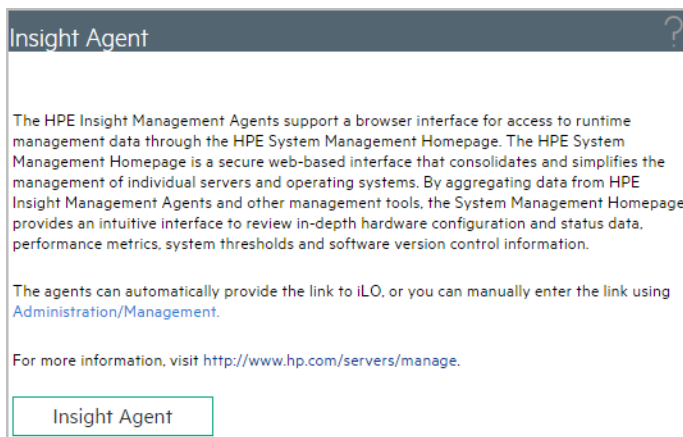 Insight Agent
?
The HPE Insight Management Agents support a browser interface for access to runtime
management data through the HPE System Management Homepage. The HPE System
Management Homepage is a secure web-based interface that consolidates and simplifies the
management of individual servers and operating systems. By aggregating data from HPE
Insight Management Agents and other management tools, the System Management Homepage
provides an intuitive interface to review in-depth hardware configuration and status data,
performance metrics, system thresholds and software version control information.
The agents can automatically provide the link to iLO, or you can manually enter the link using
Administration/Management.
For more information, visit http://www.hp.com/servers/manage.
Insight Agent